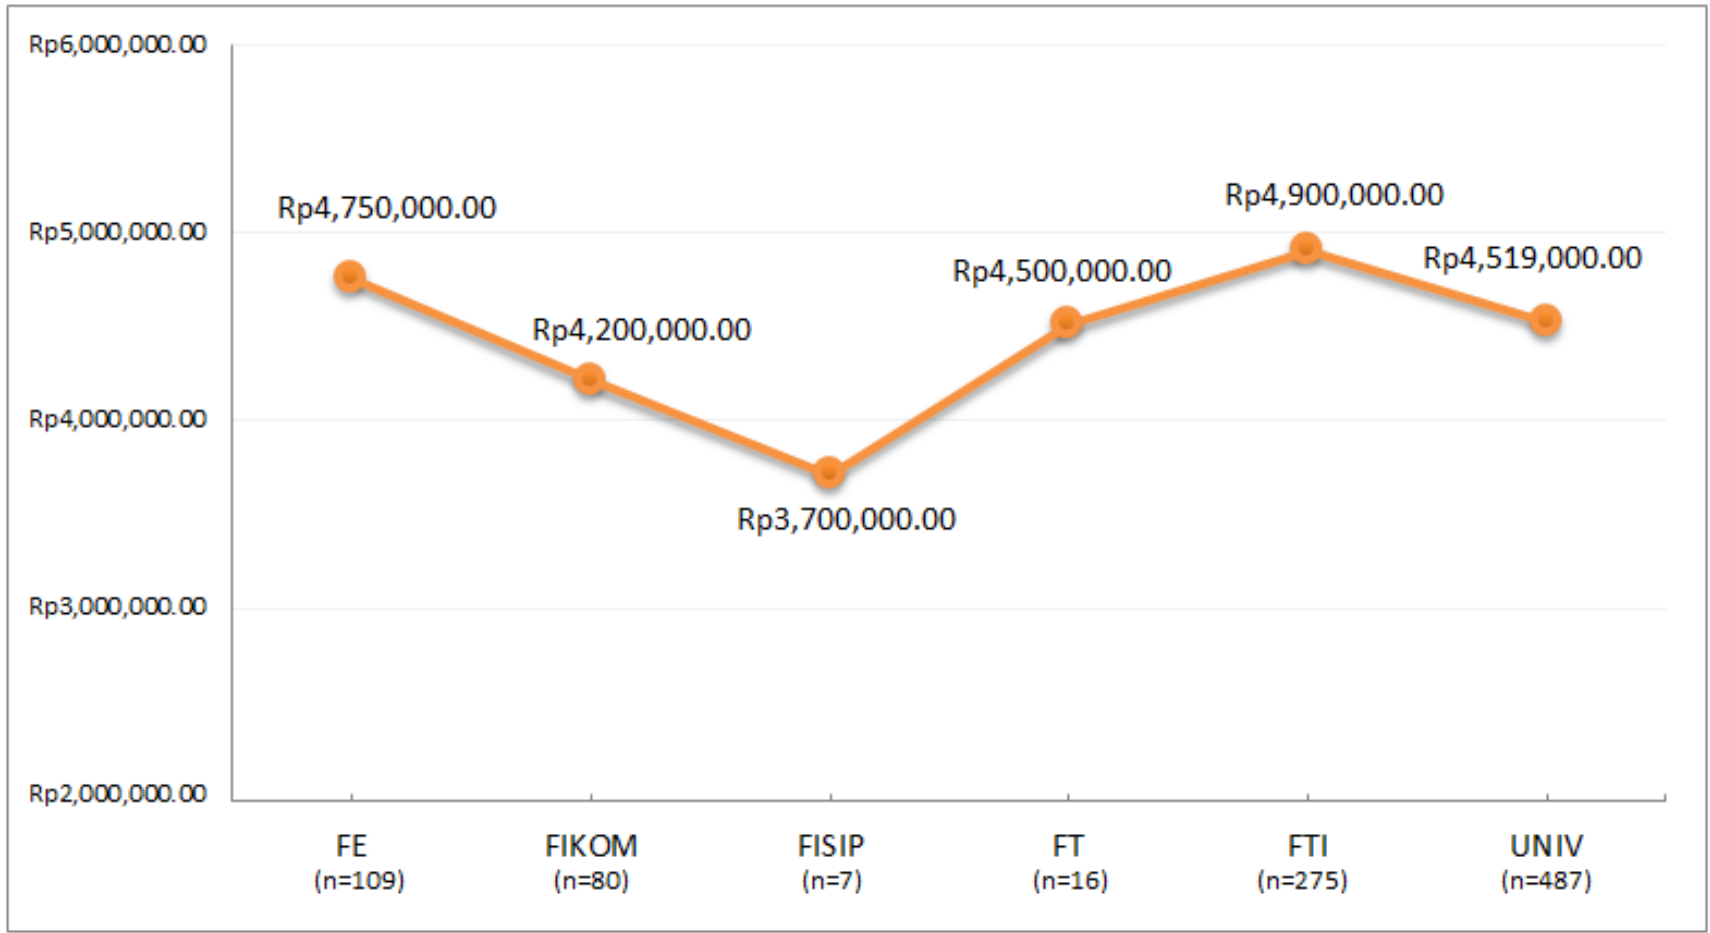 Rp6,000,000.00
Rp5,000,000.00
Rp4,000,000.00
Rp3,000,000.00
Rp2,000,000.00
Rp4,750,000.00
Rp4,200,000.00
Rp3,700,000.00
Rp4,500,000.00
Rp4,900,000.00
Rp4,519,000.00
FE
(n=109)
FIKOM
(n=80)
FISIP
(n=7)
FT
(n=16)
FTI
(n=275)
UNIV
(n=487)